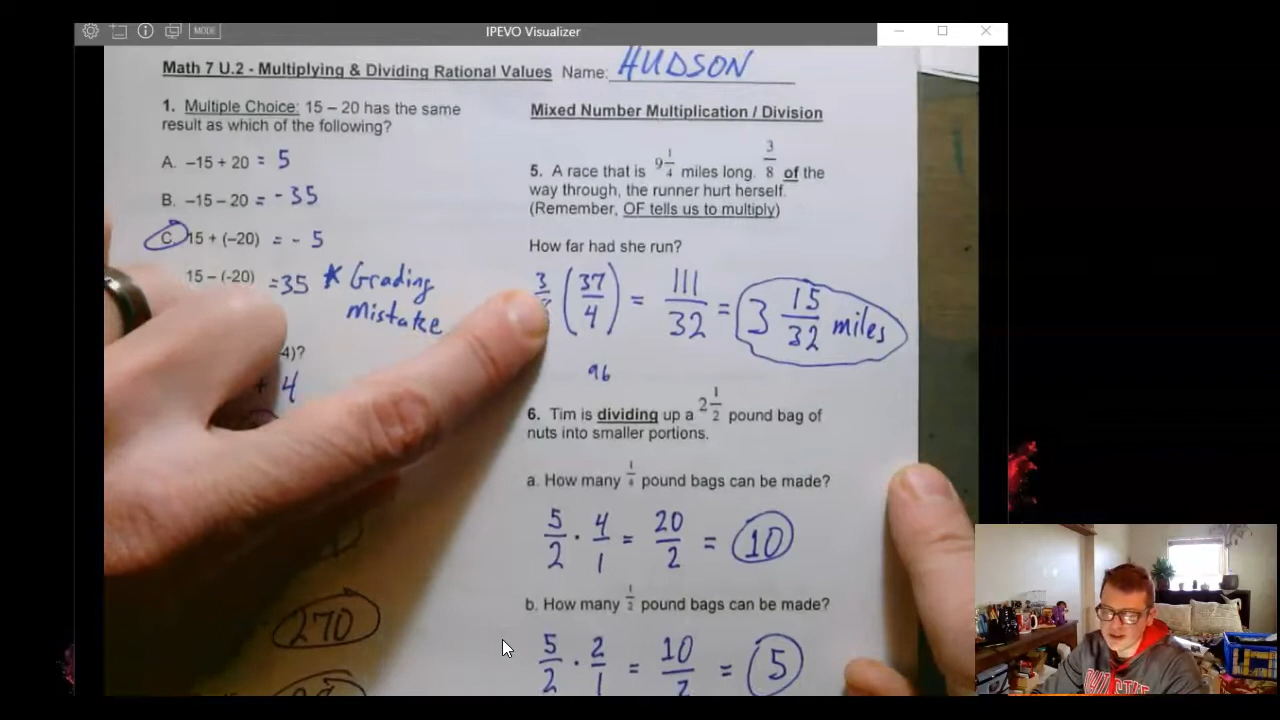 MODE
IPEVO Visualizer
Math 7 U.2 - Multiplying & Dividing Rational Values Name: HUDSON
1. Multiple Choice: 15 – 20 has the same
result as which of the following?
A. –15 + 20 = 5
B. –15 – 20 = - 35
C. 15 + (–20) = - 5
15 – (-20) =35 * Grading
mistake
4)?
+ 4
270
Mixed Number Multiplication / Division
5. A race that is 9 1/4 miles long. 3/8 of the
way through, the runner hurt herself.
(Remember, OF tells us to multiply)
How far had she run?
3/8 (37/4) = 111/32 = 3 15/32 miles
96
6. Tim is dividing up a 2 1/2 pound bag of
nuts into smaller portions.
a. How many 1/4 pound bags can be made?
5/2 · 4/1 = 20/2 = 10
b. How many 1/2 pound bags can be made?
5/2 · 2/1 = 10/2 = 5